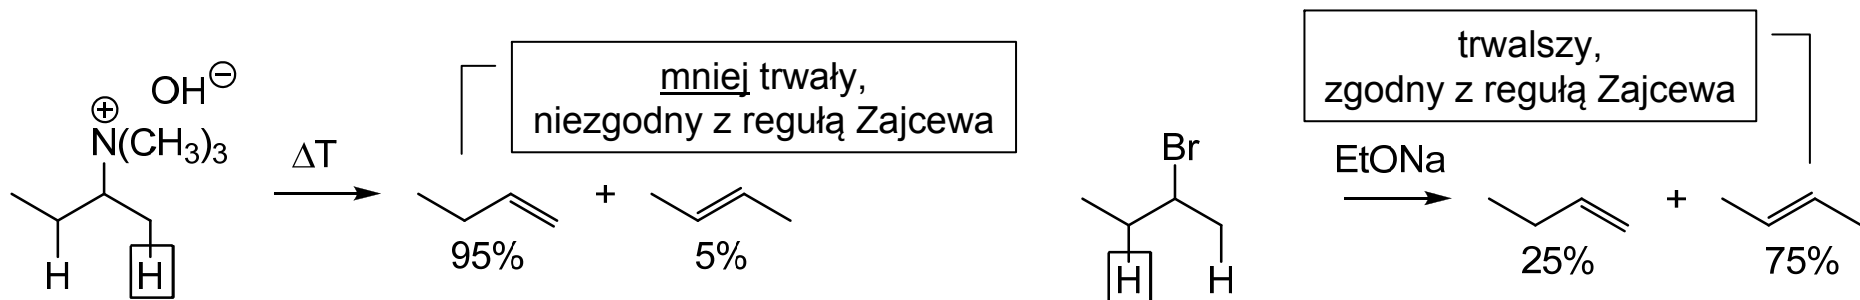 OH⊖
⊕
N(CH₃)₃
H
H
ΔT
mniej trwały,
niezgodny z regułą Zajcewa
+
95%
5%
Br
H
H
EtONa
trwalszy,
zgodny z regułą Zajcewa
+
25%
75%